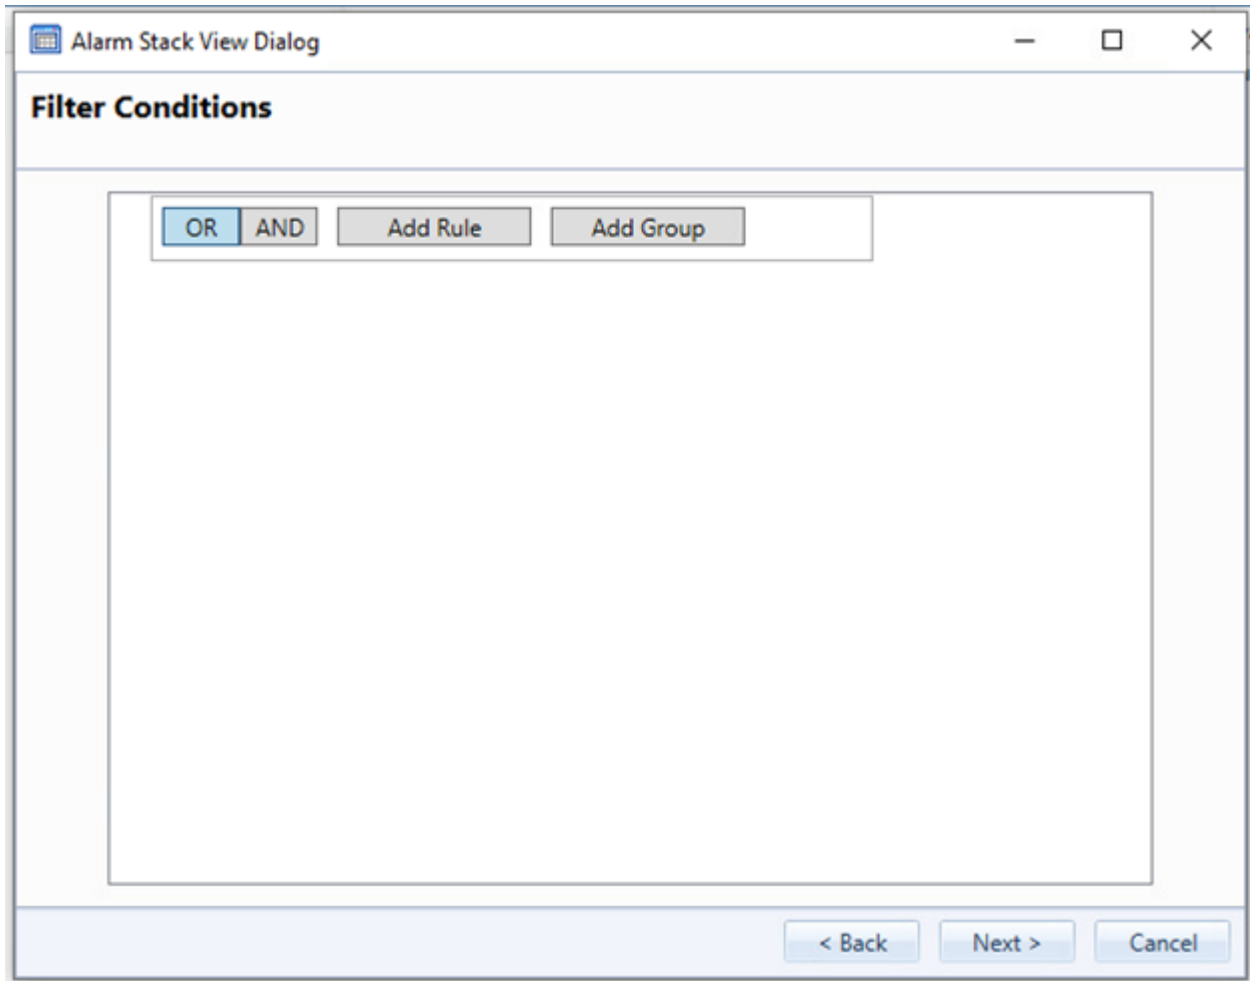 Alarm Stack View Dialog
Filter Conditions
OR AND Add Rule Add Group
< Back Next > Cancel